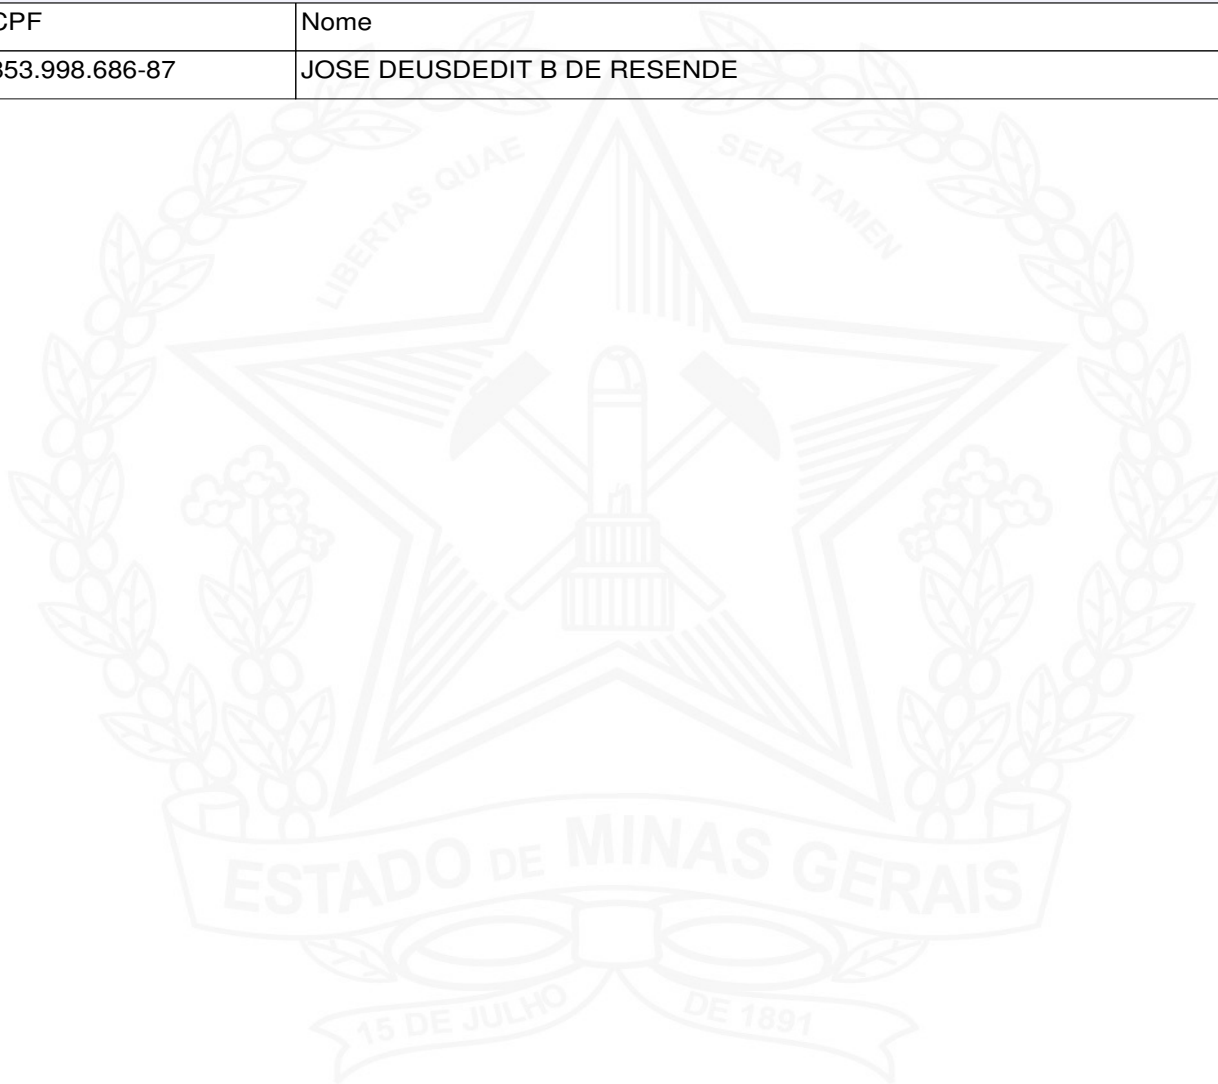 CPF Nome
353.998.686-87 JOSE DEUSDEDIT B DE RESENDE
LIBERTAS QUAE SERA TAMEN
ESTADO DE MINAS GERAIS
15 DE JULHO DE 1891